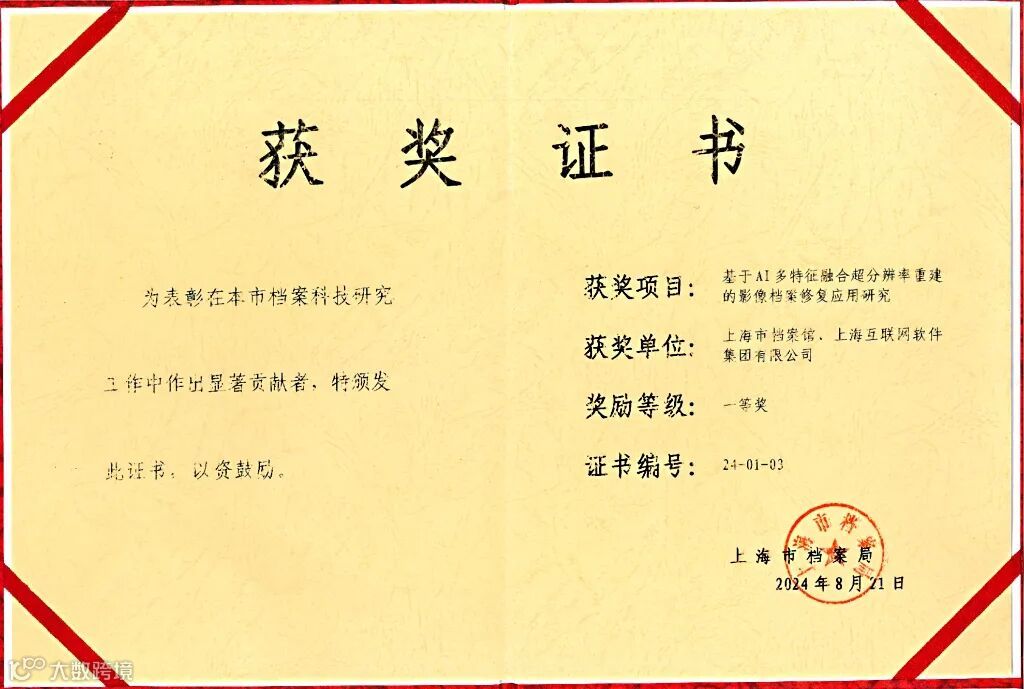 获奖证书
为表彰在本市档案科技研究
工作中作出显著贡献者，特颁发
此证书，以资鼓励。
获奖项目：基于AI多特征融合超分辨率重建
的影像档案修复应用研究
获奖单位：上海市档案馆、上海互联网软件
集团有限公司
奖励等级：一等奖
证书编号：24-01-03
上海市档案局
上海市档案局
2024年8月21日
大数跨境